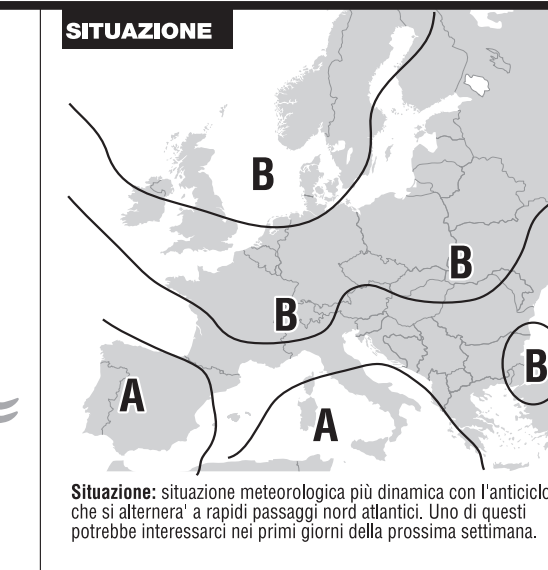 SITUAZIONE
B
B
B
B
A
A
Situazione: situazione meteorologica più dinamica con l'anticiclo
che si alternera' a rapidi passaggi nord atlantici. Uno di questi
potrebbe interessarci nei primi giorni della prossima settimana.